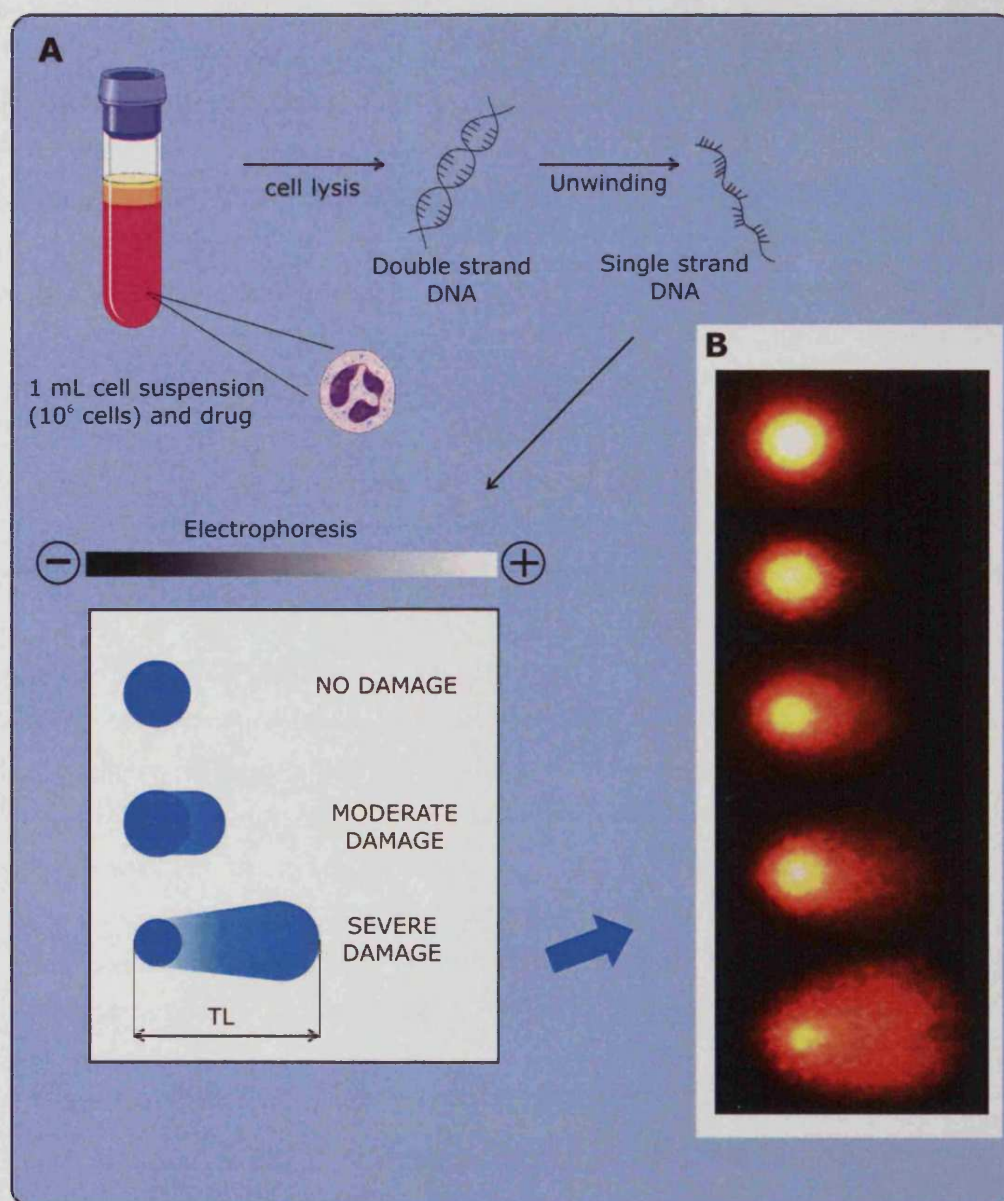 A
cell lysis
Unwinding
Double strand
DNA
Single strand
DNA
1 mL cell suspension
(10⁶ cells) and drug
B
Electrophoresis
− +
NO DAMAGE
MODERATE
DAMAGE
SEVERE
DAMAGE
TL